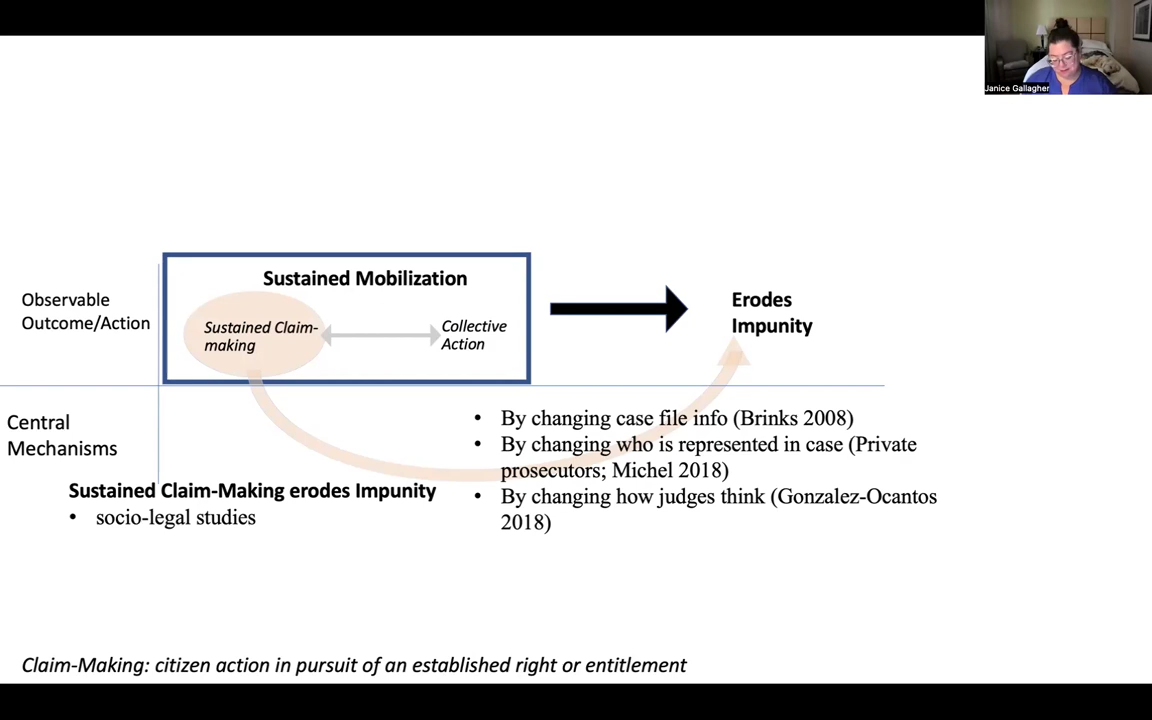 Janice Gallagher
Sustained Mobilization
Observable
Outcome/Action
Sustained Claim-
making
Collective
Action
Erodes
Impunity
Central
Mechanisms
• By changing case file info (Brinks 2008)
• By changing who is represented in case (Private
prosecutors; Michel 2018)
• By changing how judges think (Gonzalez-Ocantos
2018)
Sustained Claim-Making erodes Impunity
• socio-legal studies
Claim-Making: citizen action in pursuit of an established right or entitlement